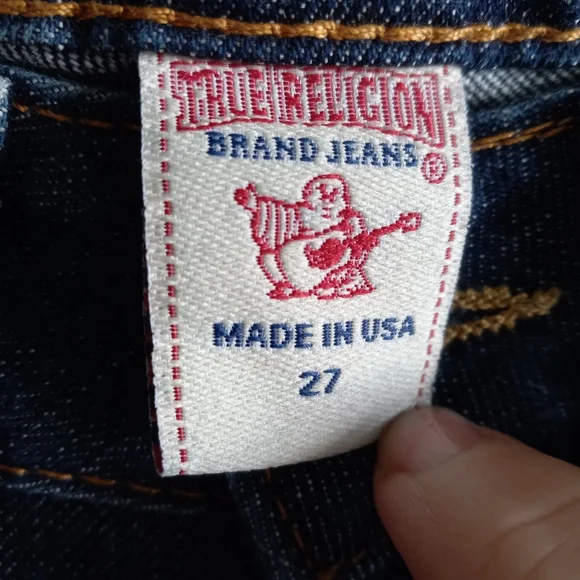 TRUE RELIGION
BRAND JEANS ®
MADE IN USA
27